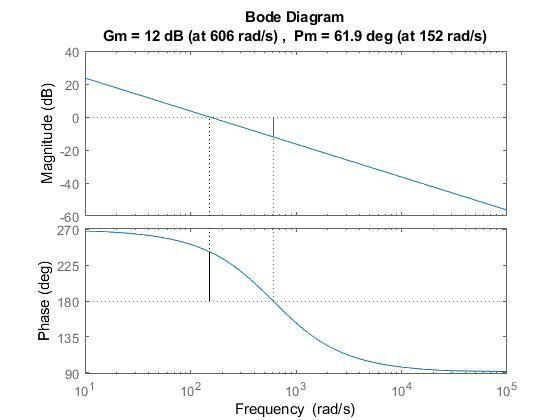 Bode Diagram
Gm = 12 dB (at 606 rad/s) , Pm = 61.9 deg (at 152 rad/s)
40
20
0
-20
-40
-60
Magnitude (dB)
270
225
180
135
90
Phase (deg)
10^1 10^2 10^3 10^4 10^5
Frequency (rad/s)